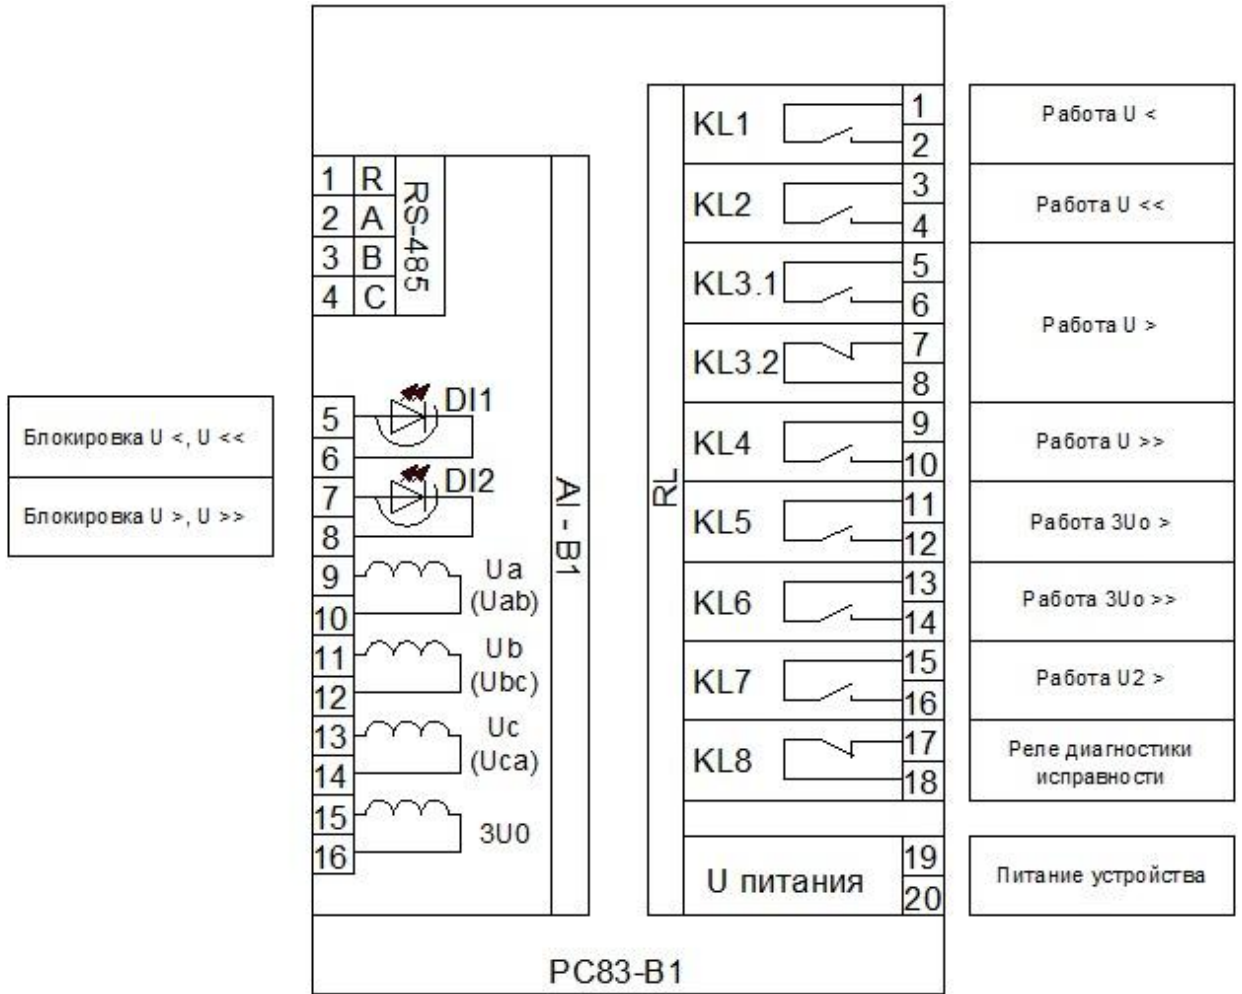 1 R
2 A
3 B
4 C
RS-485
Блокировка U <, U <<
Блокировка U >, U >>
5
6
DI1
7
8
DI2
9
10
Ua
(Uab)
11
12
Ub
(Ubc)
13
14
Uc
(Uca)
15
16
3U0
AI - B1
RL
KL1
1
2
Работа U <
KL2
3
4
Работа U <<
KL3.1
5
6
KL3.2
7
8
Работа U >
KL4
9
10
Работа U >>
KL5
11
12
Работа 3Uo >
KL6
13
14
Работа 3Uo >>
KL7
15
16
Работа U2 >
KL8
17
18
Реле диагностики
исправности
U питания
19
20
Питание устройства
РС83-В1